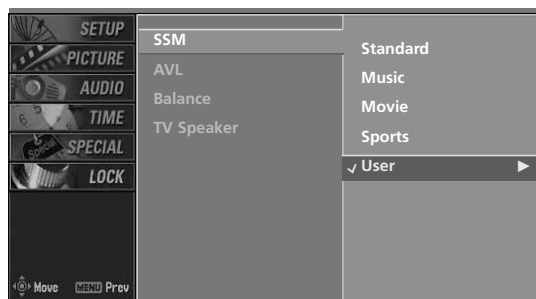 SETUP
PICTURE
AUDIO
TIME
SPECIAL
LOCK
SSM
AVL
Balance
TV Speaker
Standard
Music
Movie
Sports
✓ User ▶
Move MENU Prev